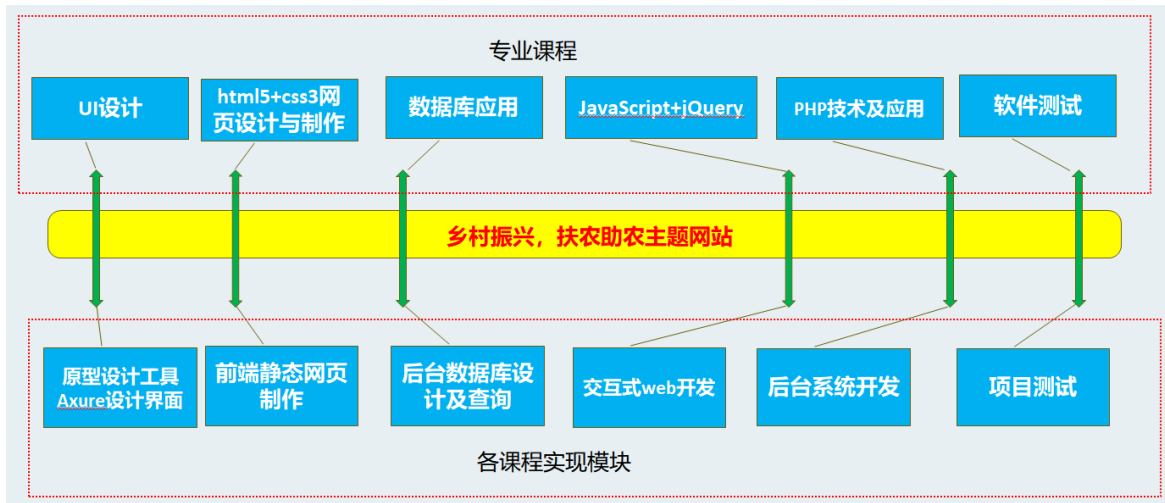 专业课程
UI设计
html5+css3网
页设计与制作
数据库应用
JavaScript+jQuery
PHP技术及应用
软件测试
乡村振兴，扶农助农主题网站
原型设计工具
Axure设计界面
前端静态网页
制作
后台数据库设
计及查询
交互式web开发
后台系统开发
项目测试
各课程实现模块